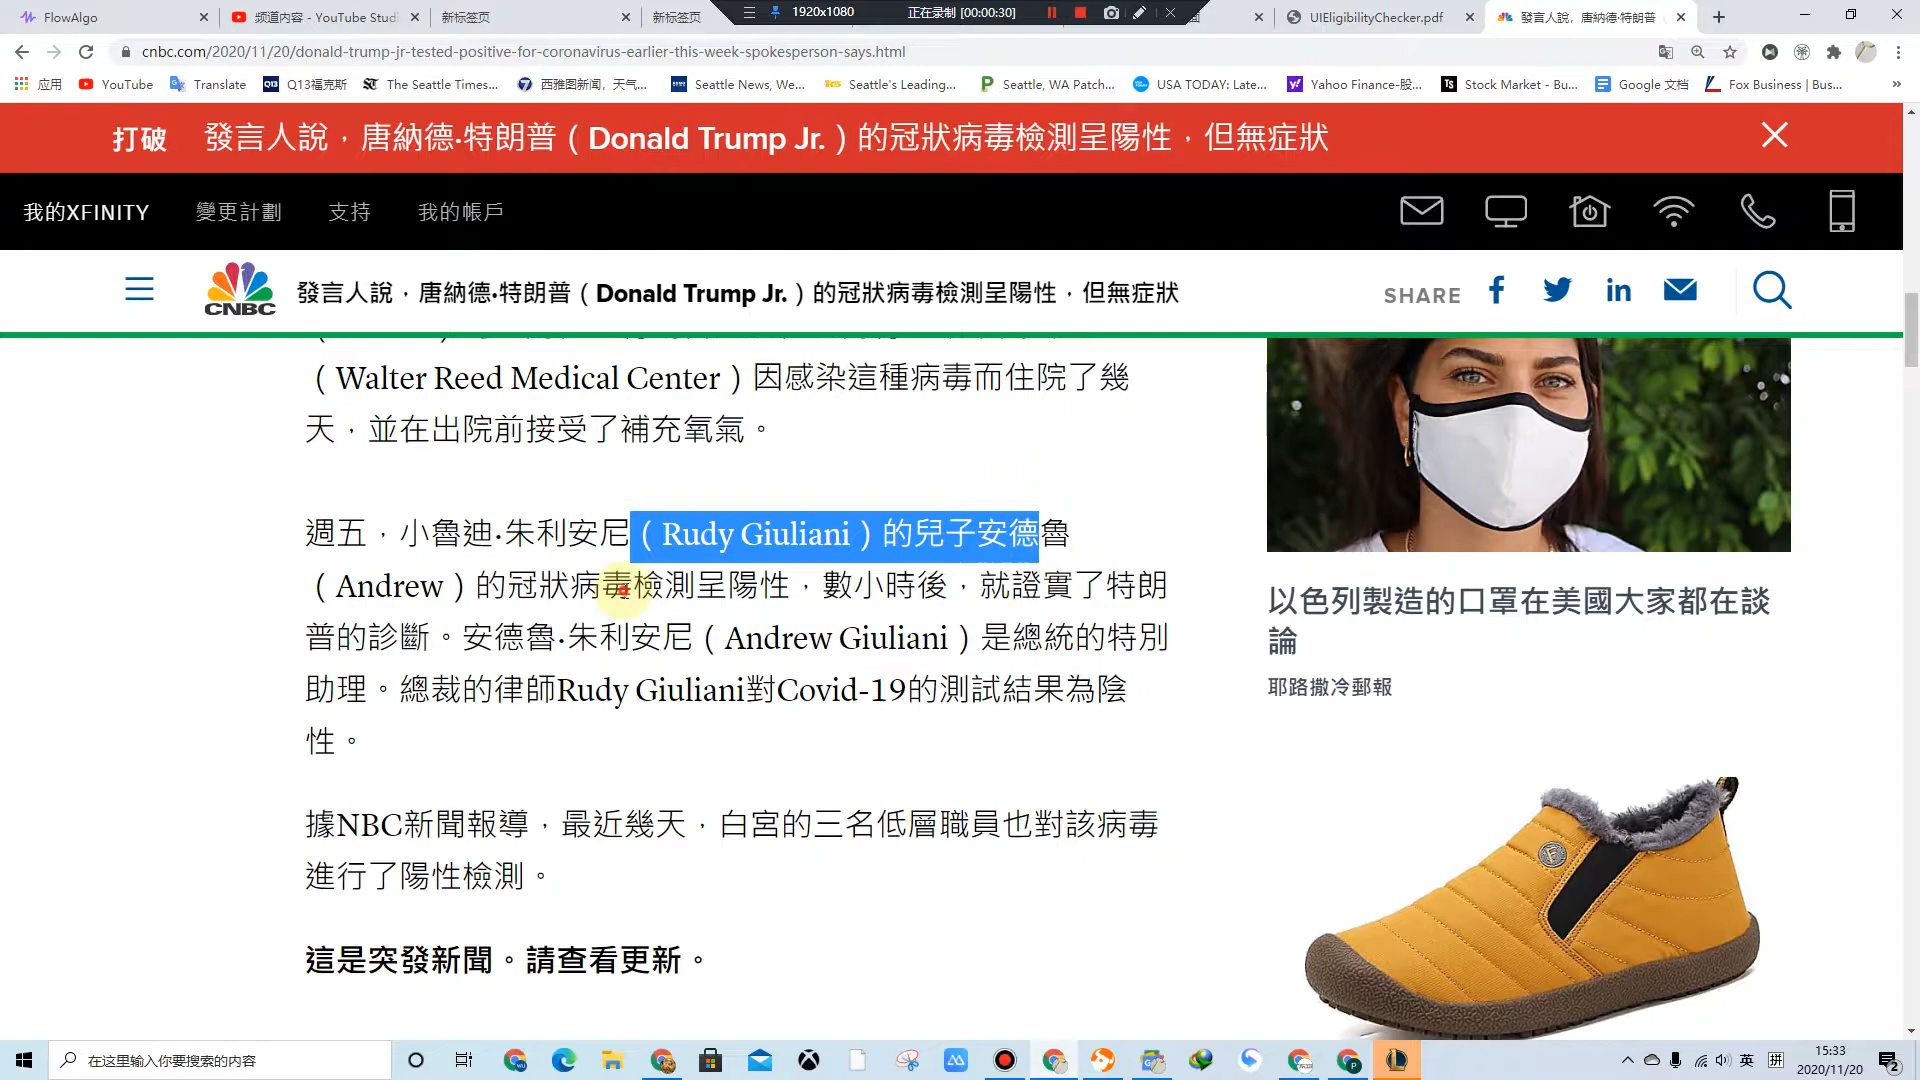 FlowAlgo
频道内容 - YouTube Studi
新标签页
新标签页
1920x1080
正在录制 [00:00:30]
UIEligibilityChecker.pdf
發言人說，唐納德·特朗普
cnbc.com/2020/11/20/donald-trump-jr-tested-positive-for-coronavirus-earlier-this-week-spokesperson-says.html
应用
YouTube
Translate
Q13福克斯
The Seattle Times...
西雅图新闻，天气...
Seattle News, We...
Seattle's Leading...
Seattle, WA Patch...
USA TODAY: Late...
Yahoo Finance-股...
Stock Market - Bu...
Google 文档
Fox Business | Bus...
»
打破 發言人說，唐納德·特朗普（Donald Trump Jr.）的冠狀病毒檢測呈陽性，但無症狀
我的XFINITY 變更計劃 支持 我的帳戶
CNBC
發言人說，唐納德·特朗普（Donald Trump Jr.）的冠狀病毒檢測呈陽性，但無症狀
SHARE
（Walter Reed Medical Center）因感染這種病毒而住院了幾
天，並在出院前接受了補充氧氣。
週五，小魯迪·朱利安尼（Rudy Giuliani）的兒子安德魯
（Andrew）的冠狀病毒檢測呈陽性，數小時後，就證實了特朗
普的診斷。安德魯·朱利安尼（Andrew Giuliani）是總統的特別
助理。總裁的律師Rudy Giuliani對Covid-19的測試結果為陰
性。
據NBC新聞報導，最近幾天，白宮的三名低層職員也對該病毒
進行了陽性檢測。
這是突發新聞。請查看更新。
以色列製造的口罩在美國大家都在談
論
耶路撒冷郵報
在这里输入你要搜索的内容
英
拼
15:33
2020/11/20
2